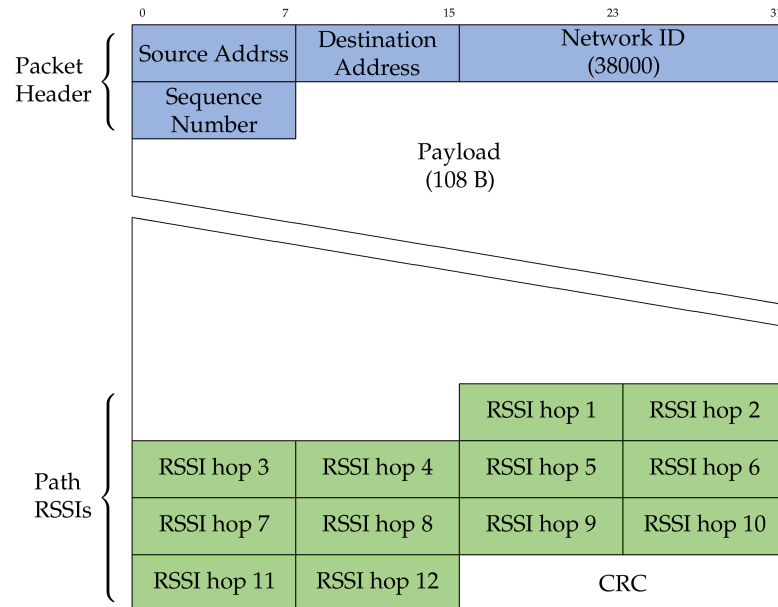 0 7 15 23 31
Source Addrss
Destination
Address
Network ID
(38000)
Packet
Header
Sequence
Number
Payload
(108 B)
RSSI hop 1 RSSI hop 2
RSSI hop 3 RSSI hop 4 RSSI hop 5 RSSI hop 6
Path
RSSIs
RSSI hop 7 RSSI hop 8 RSSI hop 9 RSSI hop 10
RSSI hop 11 RSSI hop 12 CRC